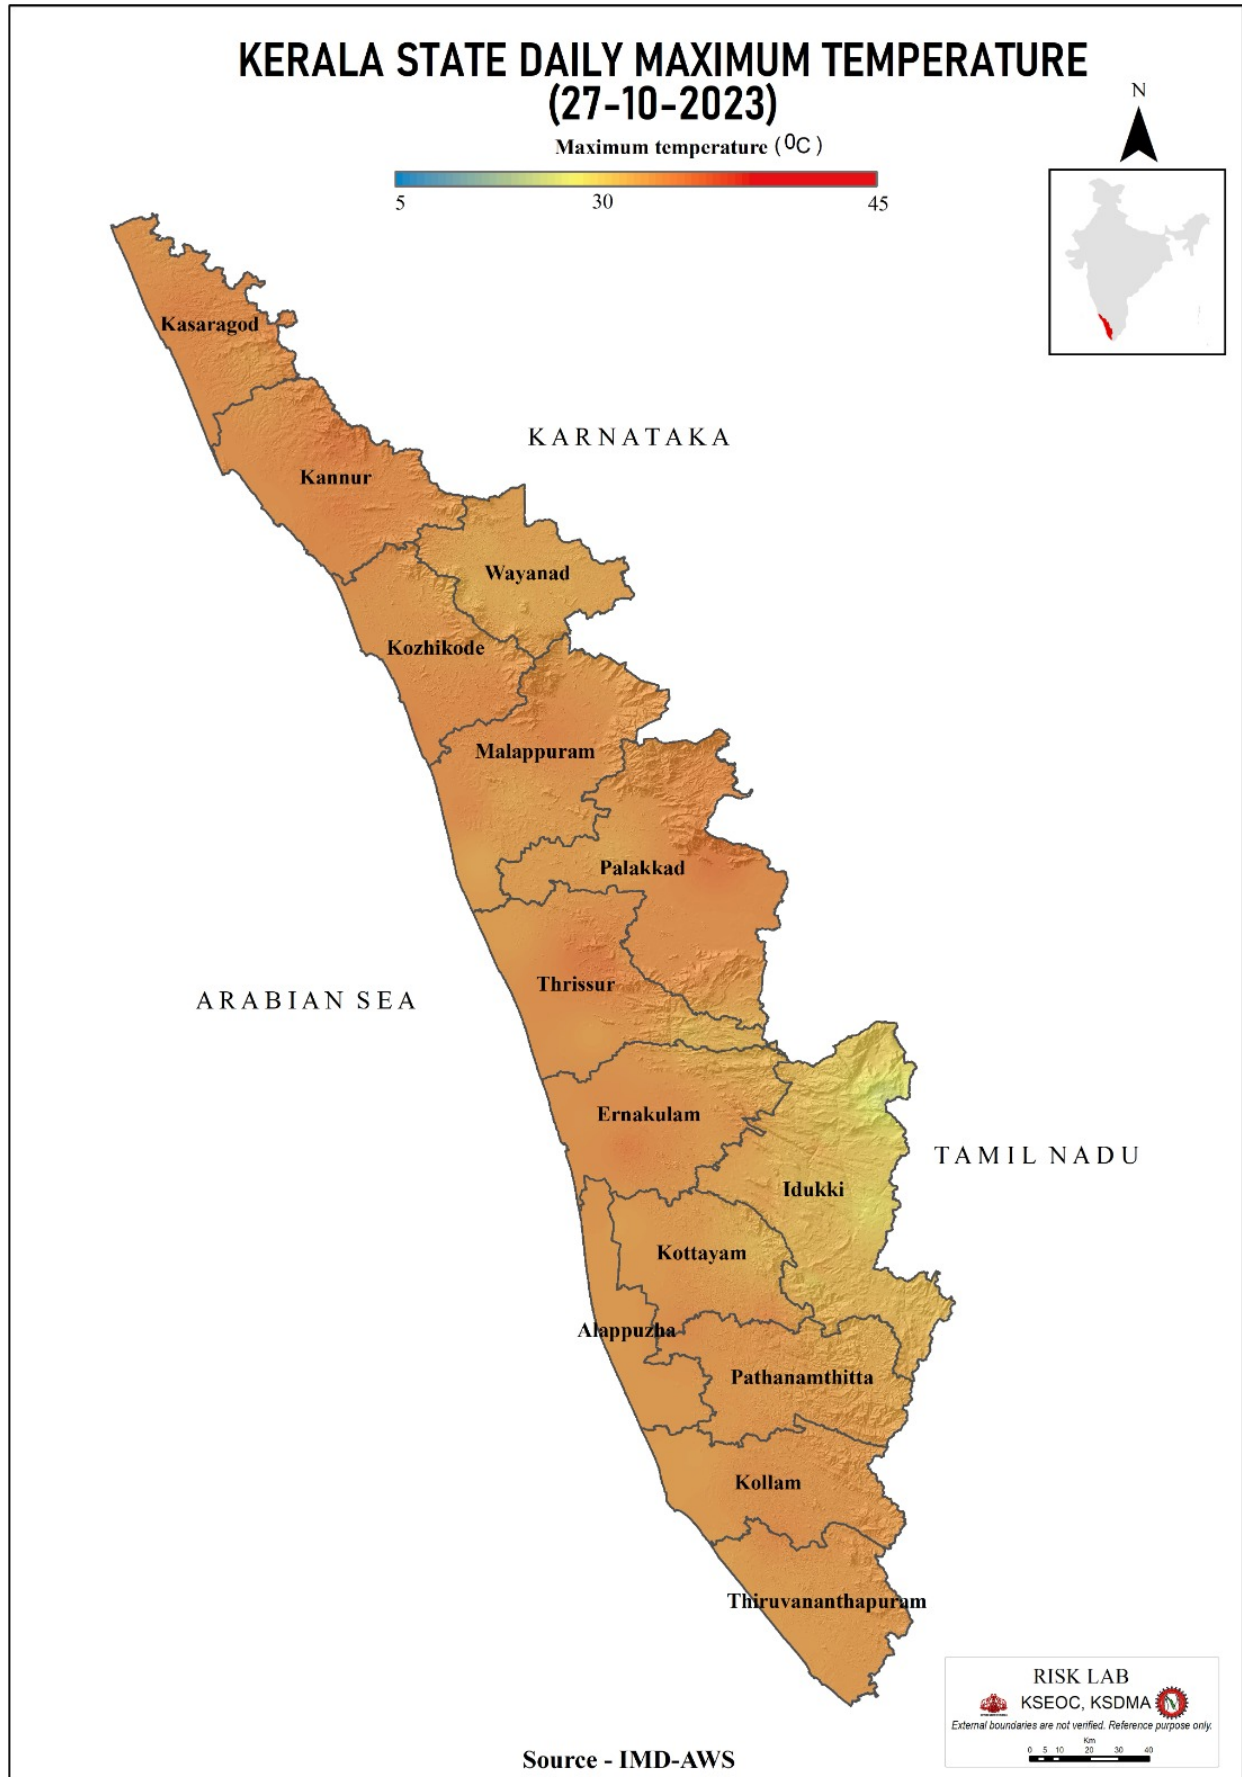 KERALA STATE DAILY MAXIMUM TEMPERATURE
(27-10-2023)
Maximum temperature (⁰C)
5 30 45
N
Kasaragod
KARNATAKA
Kannur
Wayanad
Kozhikode
Malappuram
Palakkad
Thrissur
ARABIAN SEA
Ernakulam
TAMIL NADU
Idukki
Kottayam
Alappuzha
Pathanamthitta
Kollam
Thiruvananthapuram
RISK LAB
KSEOC, KSDMA
External boundaries are not verified. Reference purpose only.
Km
0 5 10 20 30 40
Source - IMD-AWS